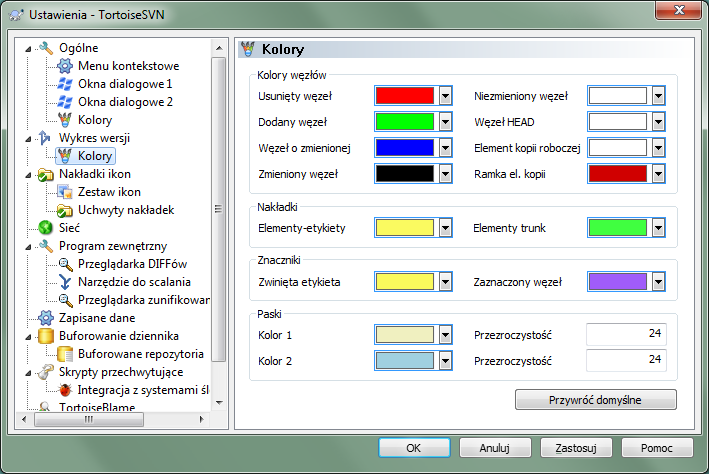 Ustawienia - TortoiseSVN
Ogólne
Menu kontekstowe
Okna dialogowe 1
Okna dialogowe 2
Kolory
Wykres wersji
Kolory
Nakładki ikon
Zestaw ikon
Uchwyty nakładek
Sieć
Program zewnętrzny
Przeglądarka DIFFów
Narzędzie do scalania
Przeglądarka zunifikowan
Zapisane dane
Buforowanie dziennika
Buforowane repozytoria
Skrypty przechwytujące
Integracja z systemami śl
TortoiseBlame
Kolory
Kolory węzłów
Usunięty węzeł
Niezmieniony węzeł
Dodany węzeł
Węzeł HEAD
Węzeł o zmienionej
Element kopii roboczej
Zmieniony węzeł
Ramka el. kopii
Nakładki
Elementy-etykiety
Elementy trunk
Znaczniki
Zwinięta etykieta
Zaznaczony węzeł
Paski
Kolor 1
Przezroczystość
24
Kolor 2
Przezroczystość
24
Przywróć domyślne
OK
Anuluj
Zastosuj
Pomoc